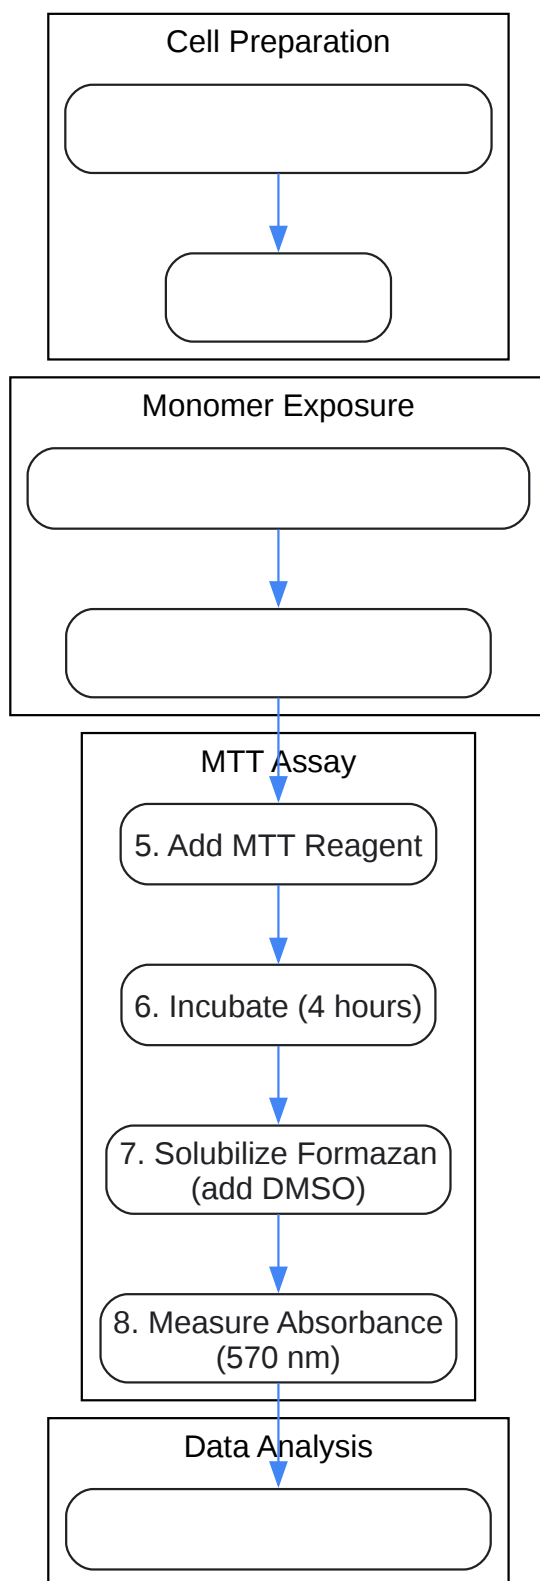 Cell Preparation
Monomer Exposure
MTT Assay
5. Add MTT Reagent
6. Incubate (4 hours)
7. Solubilize Formazan
(add DMSO)
8. Measure Absorbance
(570 nm)
Data Analysis